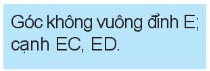 Góc không vuông đỉnh E;
cạnh EC, ED.